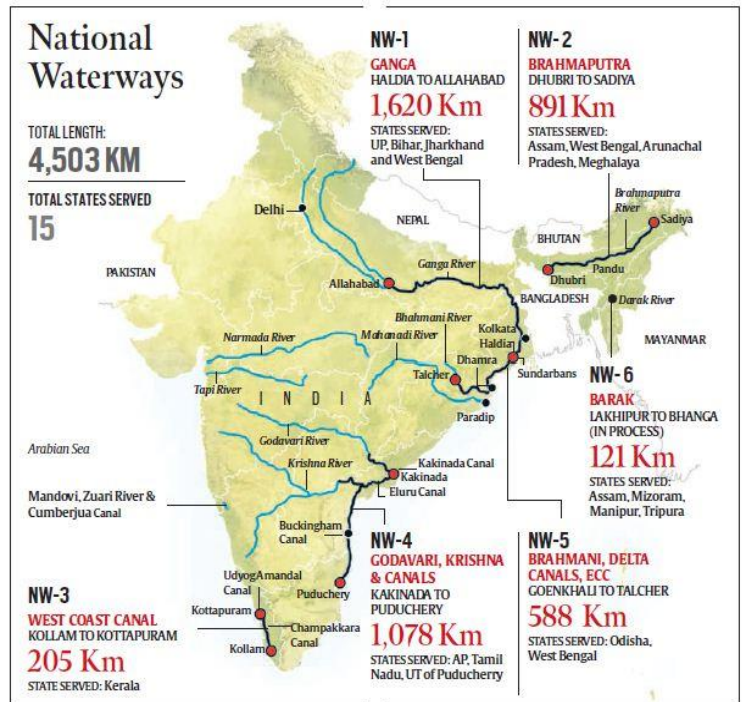 National
Waterways
TOTAL LENGTH:
4,503 KM
TOTAL STATES SERVED
15
NW-1
GANGA
HALDIA TO ALLAHABAD
1,620 Km
STATES SERVED:
UP, Bihar, Jharkhand
and West Bengal
NW-2
BRAHMAPUTRA
DHUBRI TO SADIYA
891 Km
STATES SERVED:
Assam, West Bengal, Arunachal
Pradesh, Meghalaya
Brahmaputra
River
Sadiya
Delhi
NEPAL
BHUTAN
Pandu
Dhubri
PAKISTAN
Allahabad
Ganga River
BANGLADESH
Darak River
Bhahmani River
Kolkata
Narmada River
Mahanadi River
Haldia
MAYANMAR
Dhamra
Talcher
Sundarbans
Tapi River
INDIA
Paradip
NW-6
BARAK
LAKHIPUR TO BHANGA
(IN PROCESS)
121 Km
STATES SERVED:
Assam, Mizoram,
Manipur, Tripura
Arabian Sea
Godavari River
Krishna River
Kakinada Canal
Kakinada
Eluru Canal
Mandovi, Zuari River &
Cumberjua Canal
Buckingham
Canal
NW-4
GODAVARI, KRISHNA
& CANALS
KAKINADA TO
PUDUCHERY
1,078 Km
STATES SERVED: AP, Tamil
Nadu, UT of Puducherry
NW-5
BRAHMANI, DELTA
CANALS, ECC
GOENKHALI TO TALCHER
588 Km
STATES SERVED: Odisha,
West Bengal
UdyogAmandal
Canal
Puduchery
Kottapuram
Champakkara
Canal
Kollam
NW-3
WEST COAST CANAL
KOLLAM TO KOTTAPURAM
205 Km
STATE SERVED: Kerala